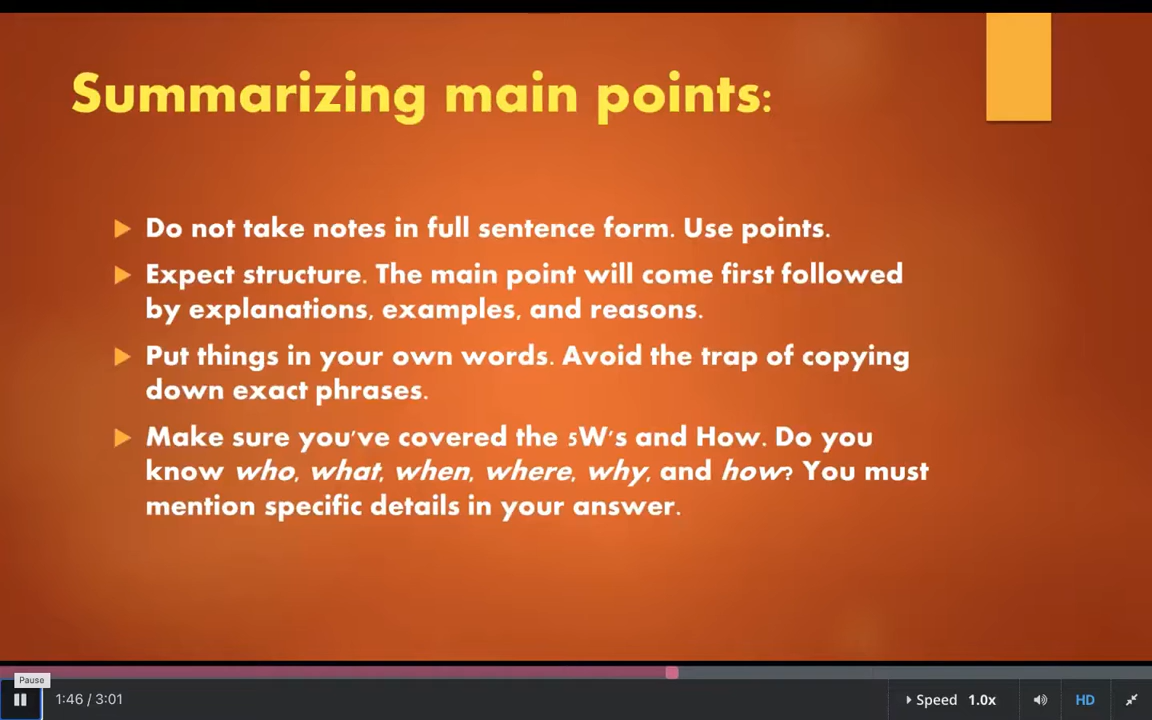 Summarizing main points:
Do not take notes in full sentence form. Use points.
Expect structure. The main point will come first followed
by explanations, examples, and reasons.
Put things in your own words. Avoid the trap of copying
down exact phrases.
Make sure you've covered the 5W's and How. Do you
know who, what, when, where, why, and how? You must
mention specific details in your answer.
Pause
1:46 / 3:01
Speed 1.0x
HD